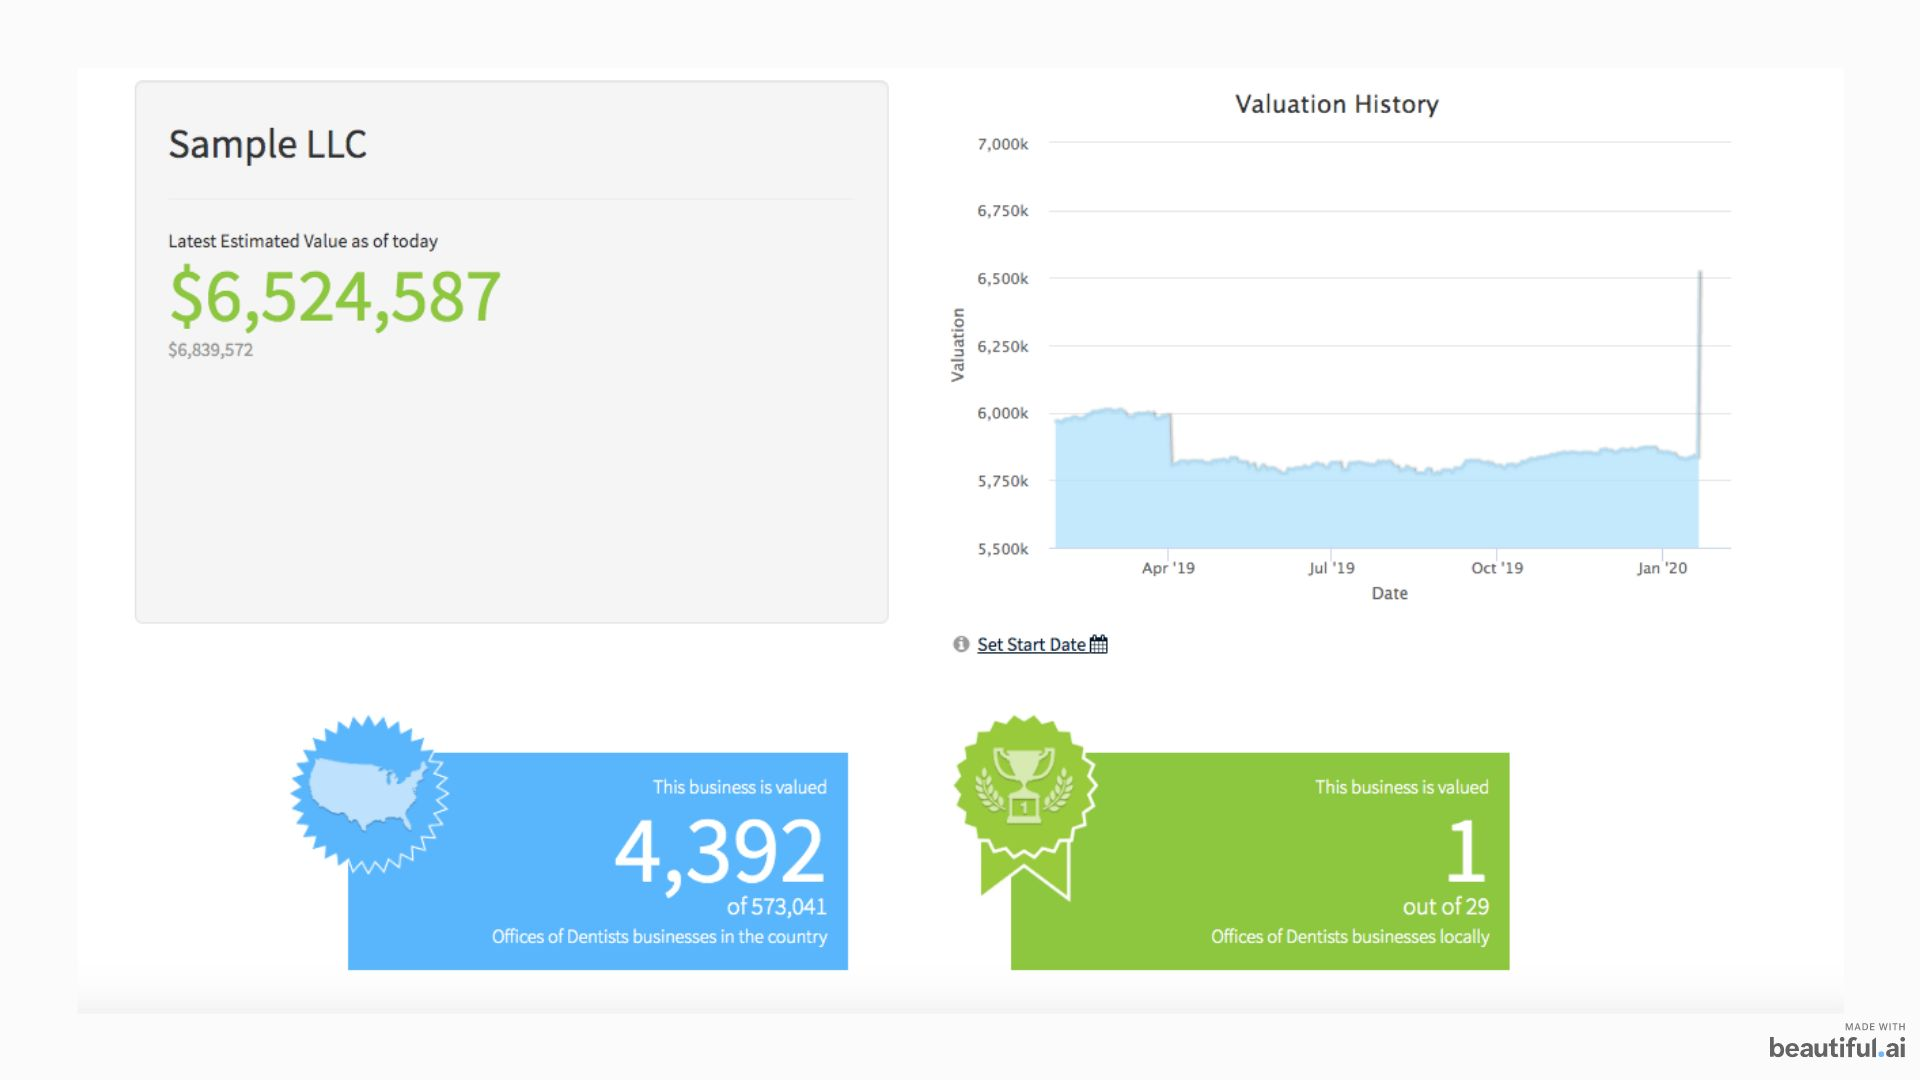 Sample LLC
Latest Estimated Value as of today
$6,524,587
$6,839,572
Valuation History
7,000k
6,750k
6,500k
6,250k
6,000k
5,750k
5,500k
Valuation
Apr '19
Jul '19
Oct '19
Jan '20
Date
Set Start Date
This business is valued
4,392
of 573,041
Offices of Dentists businesses in the country
1
This business is valued
1
out of 29
Offices of Dentists businesses locally
MADE WITH
beautiful.ai